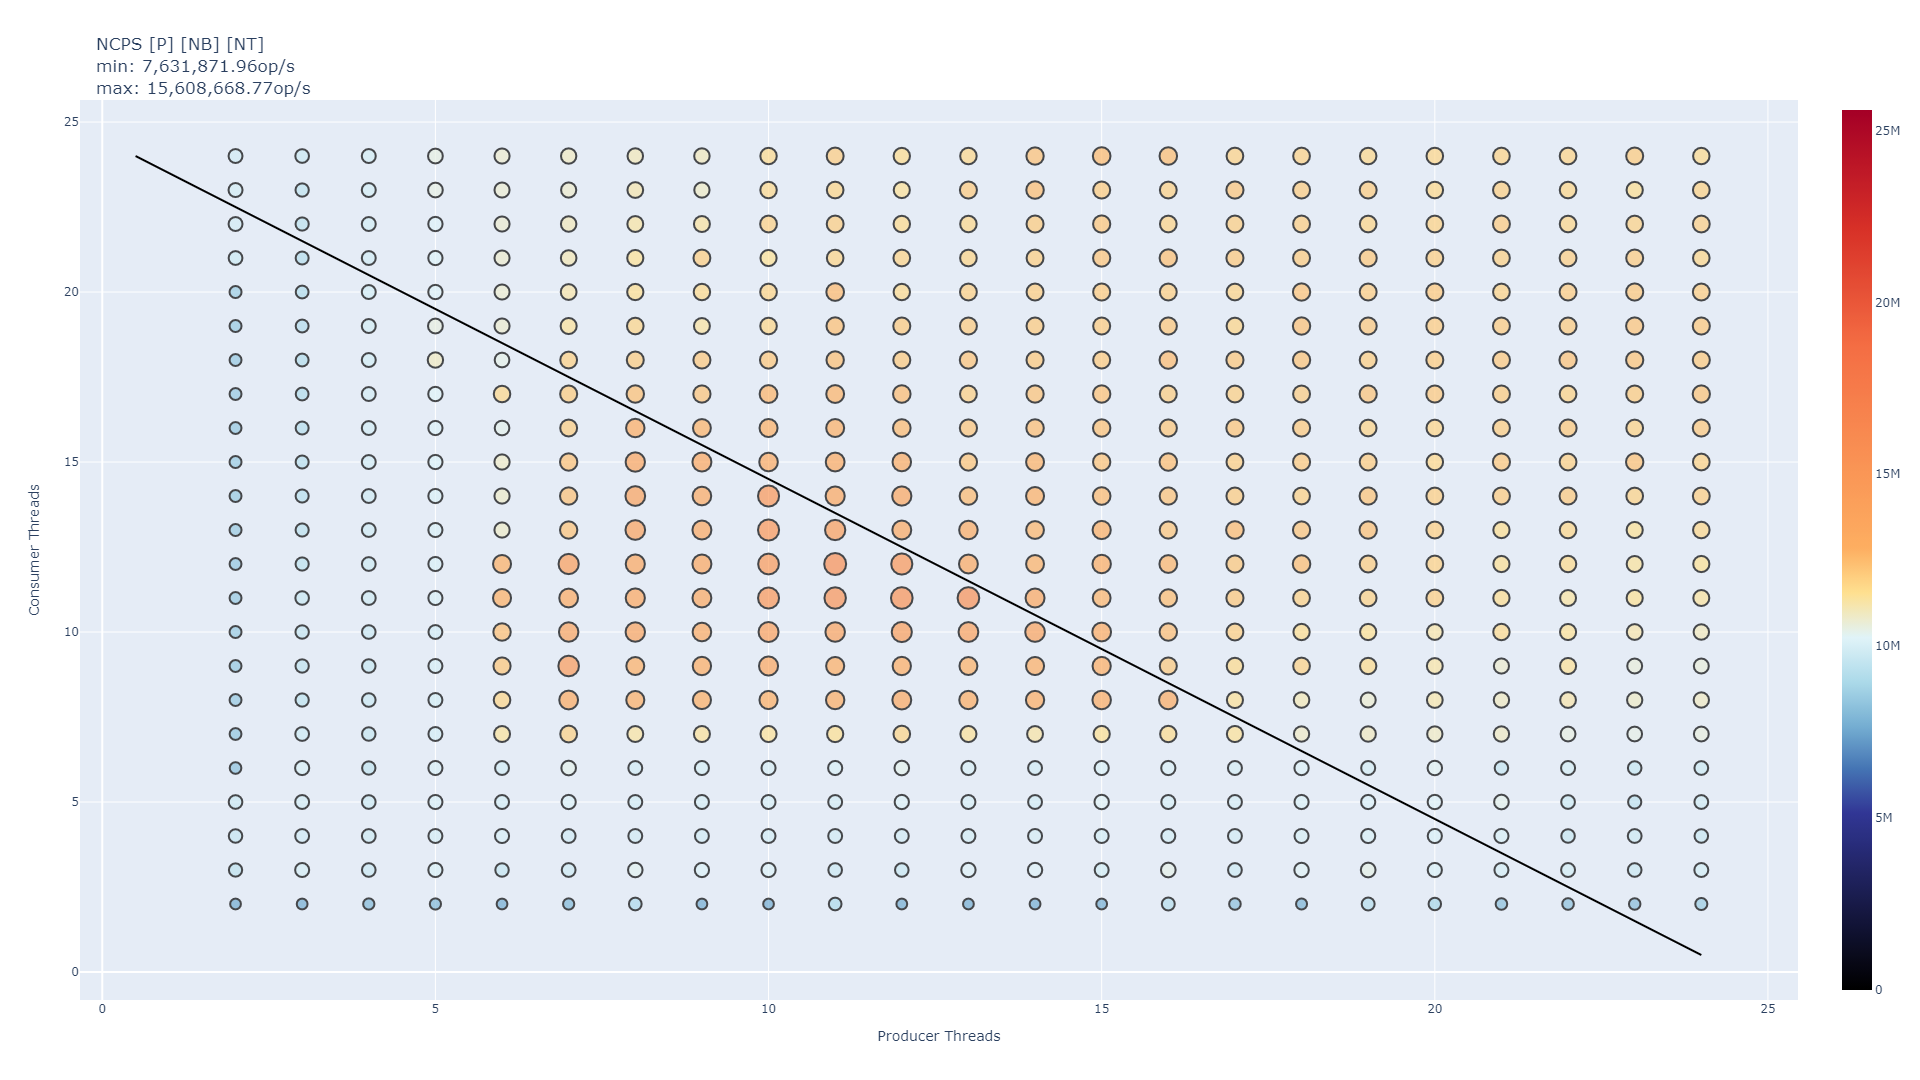 NCPS [P] [NB] [NT]
min: 7,631,871.96op/s
max: 15,608,668.77op/s
25
20
15
10
5
0
Consumer Threads
0 5 10 15 20 25
Producer Threads
25M
20M
15M
10M
5M
0